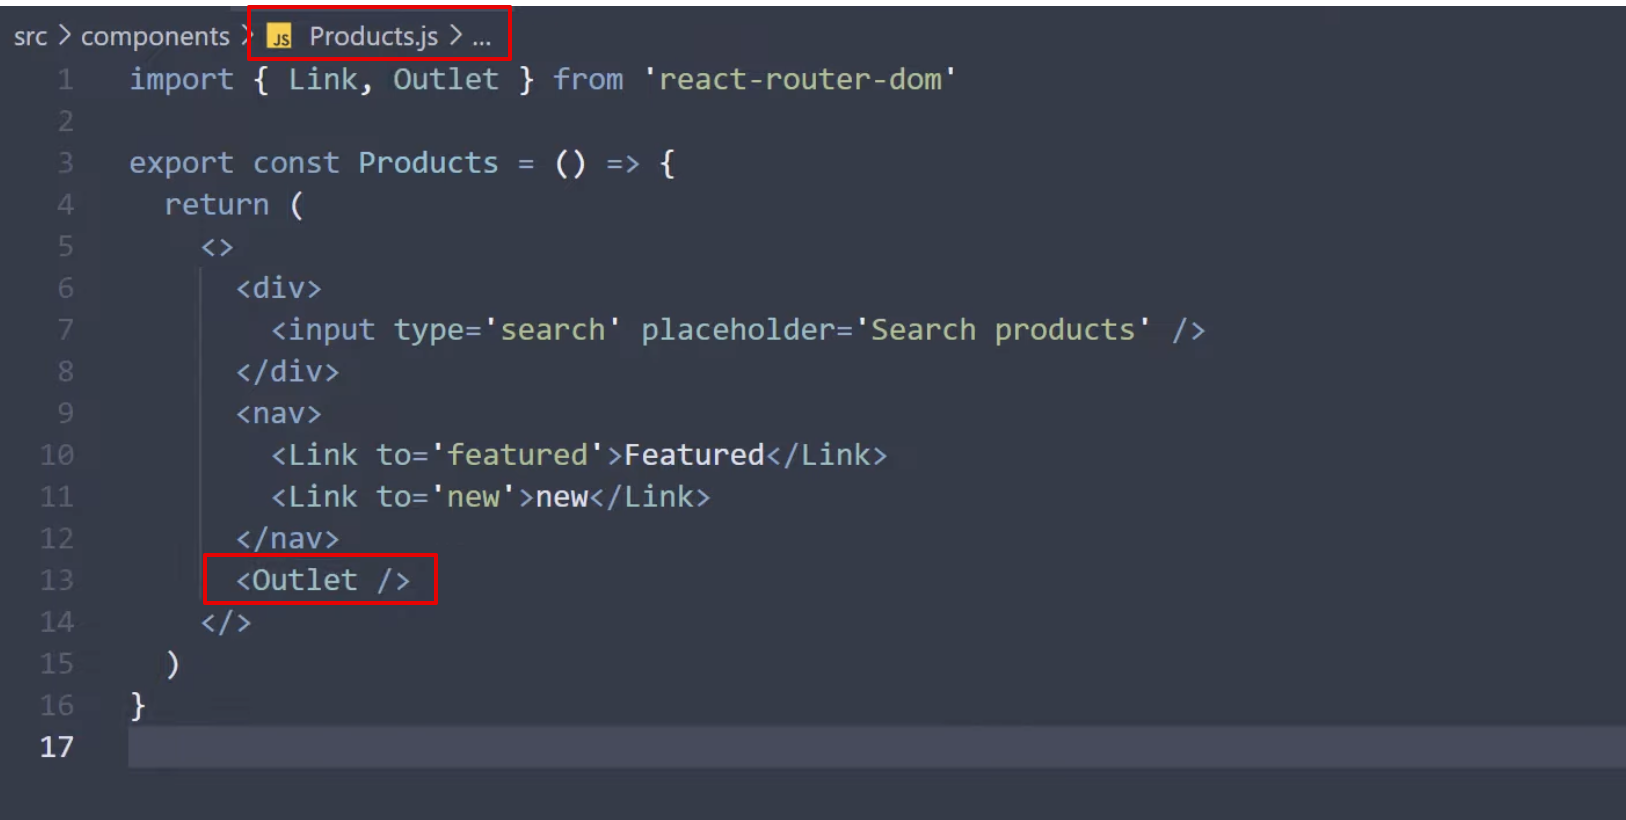 src > components > JS Products.js > ...
1 import { Link, Outlet } from 'react-router-dom'
2
3 export const Products = () => {
4   return (
5     <>
6       <div>
7         <input type='search' placeholder='Search products' />
8       </div>
9       <nav>
10         <Link to='featured'>Featured</Link>
11         <Link to='new'>new</Link>
12       </nav>
13       <Outlet />
14     </>
15   )
16 }
17